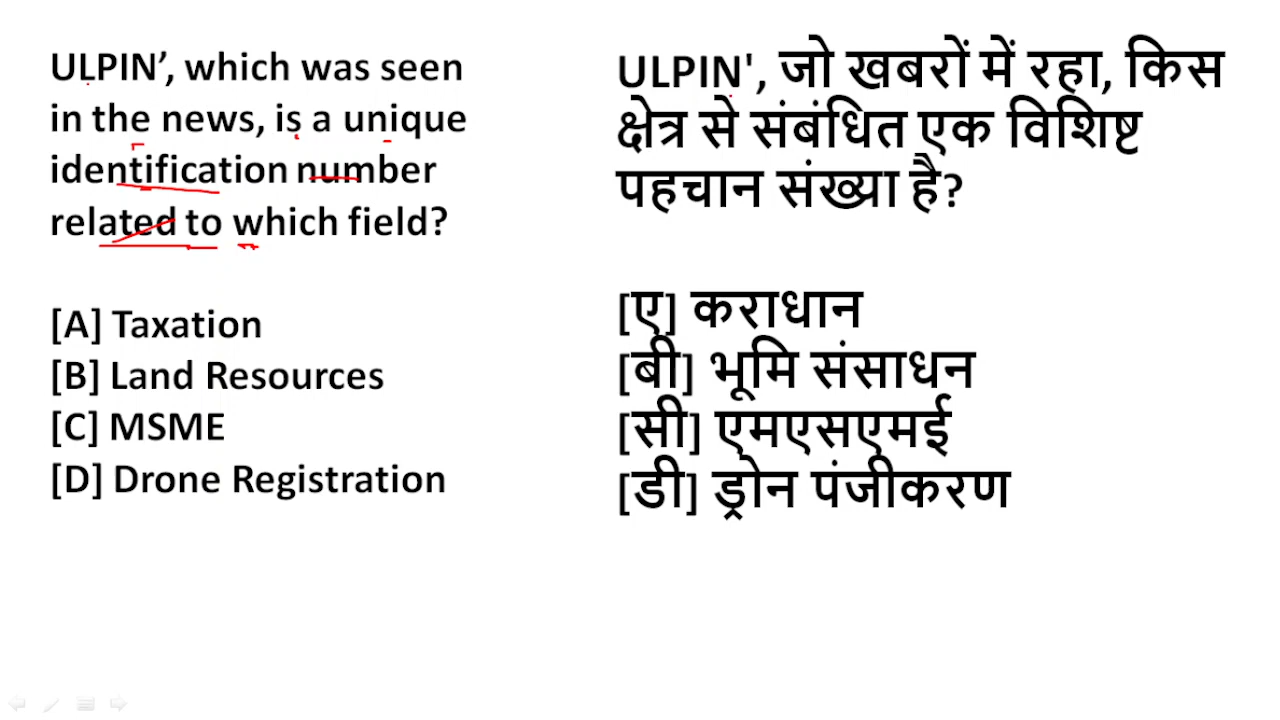 ULPIN’, which was seen
in the news, is a unique
identification number
related to which field?
[A] Taxation
[B] Land Resources
[C] MSME
[D] Drone Registration
ULPIN', जो खबरों में रहा, किस
क्षेत्र से संबंधित एक विशिष्ट
पहचान संख्या है?
[ए] कराधान
[बी] भूमि संसाधन
[सी] एमएसएमई
[डी] ड्रोन पंजीकरण